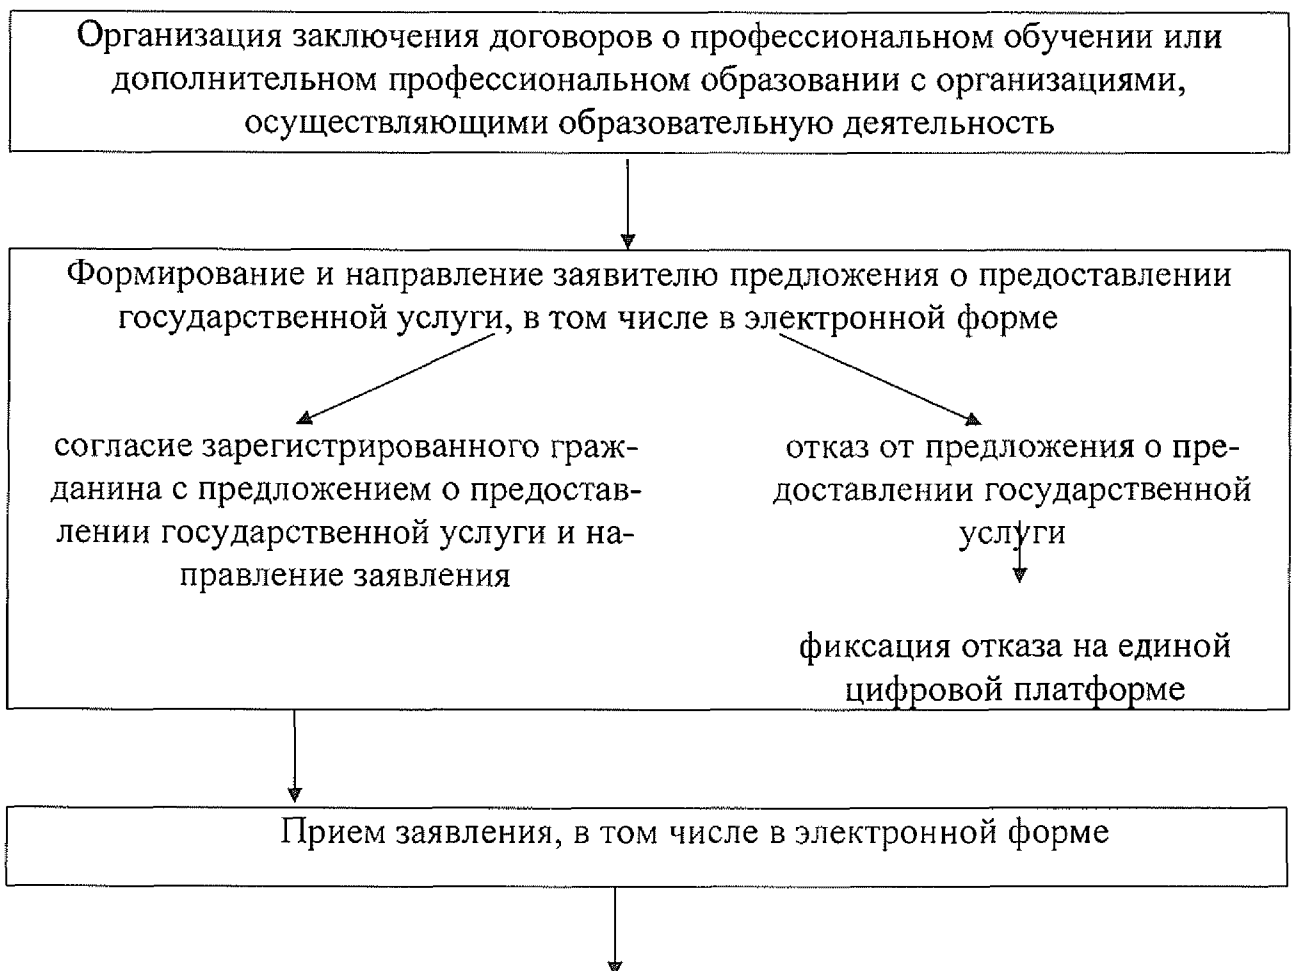 Организация заключения договоров о профессиональном обучении или
дополнительном профессиональном образовании с организациями,
осуществляющими образовательную деятельность
Формирование и направление заявителю предложения о предоставлении
государственной услуги, в том числе в электронной форме
согласие зарегистрированного граж-
данина с предложением о предостав-
лении государственной услуги и на-
правление заявления
отказ от предложения о пре-
доставлении государственной
услуги
фиксация отказа на единой
цифровой платформе
Прием заявления, в том числе в электронной форме